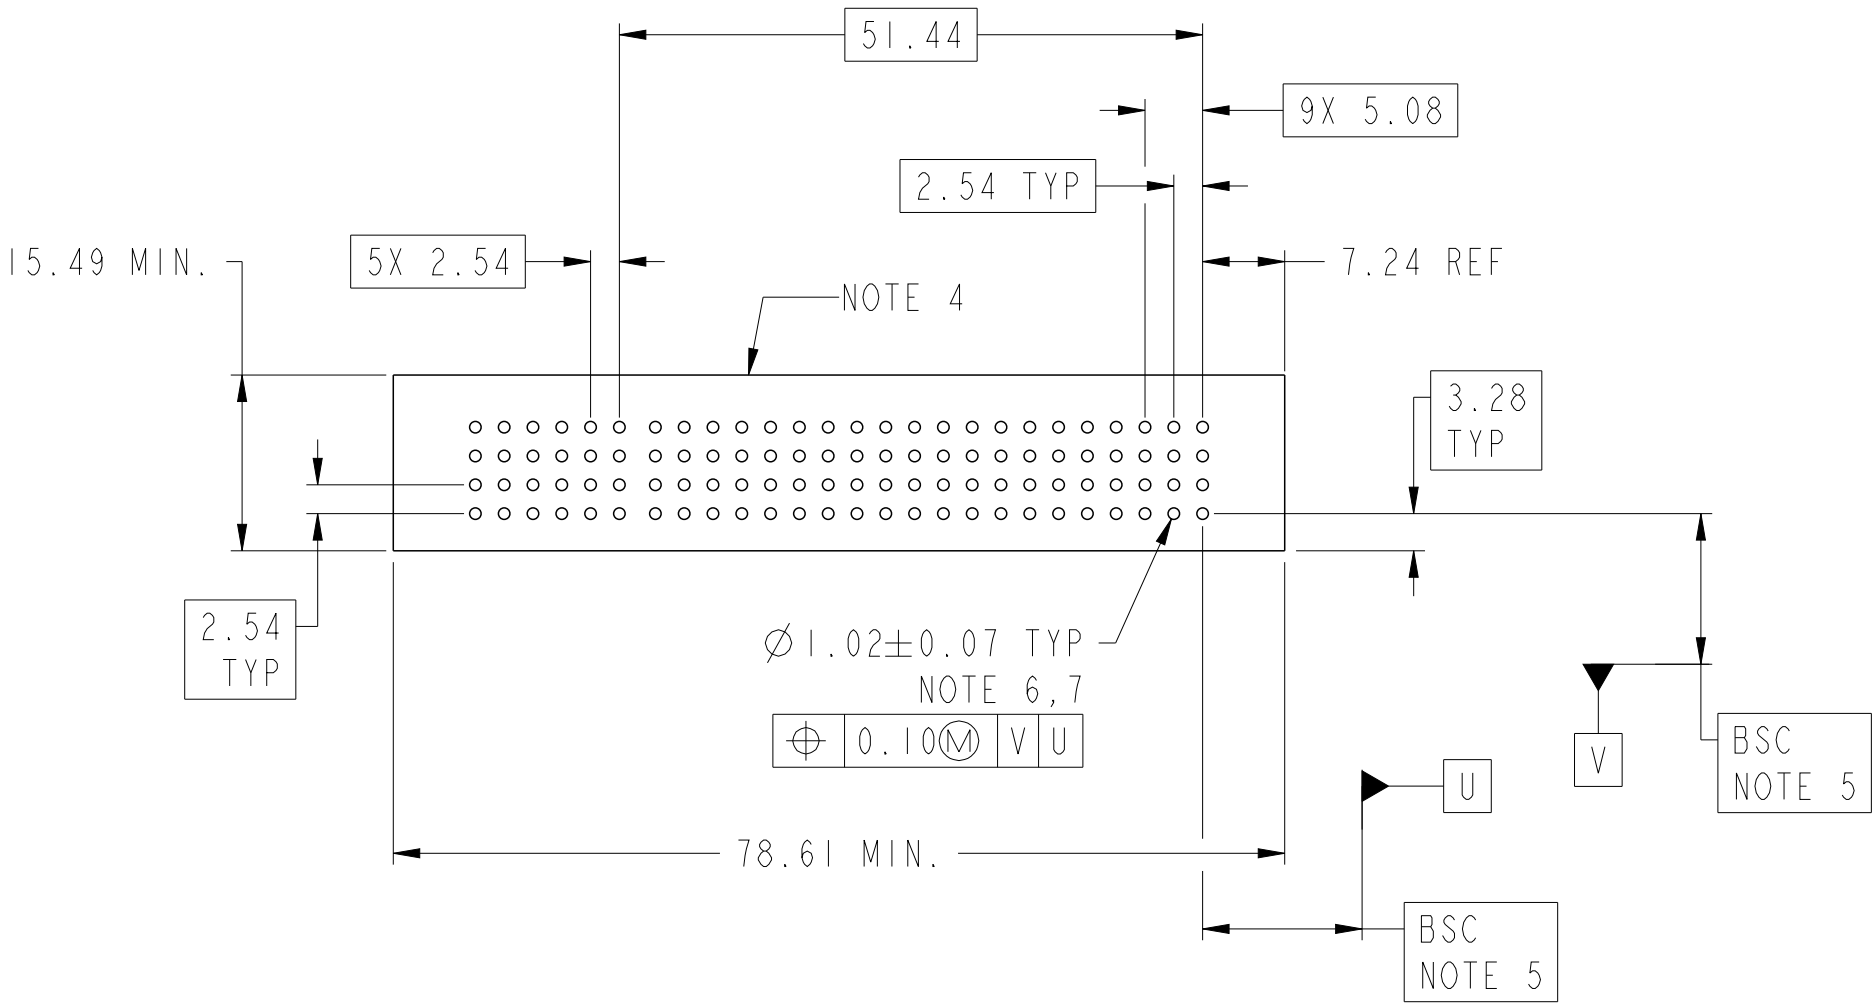 51.44
9X 5.08
2.54 TYP
15.49 MIN.
5X 2.54
7.24 REF
NOTE 4
3.28
TYP
2.54
TYP
Ø1.02±0.07 TYP
NOTE 6,7
⌖ 0.10Ⓜ V U
V
BSC
NOTE 5
U
78.61 MIN.
BSC
NOTE 5